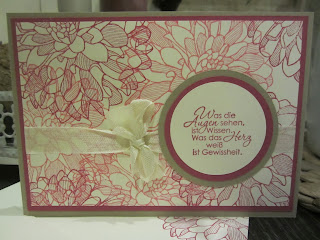 Was die
Augen sehen,
ist Wissen.
Was das Herz
weiß
ist Gewissheit.